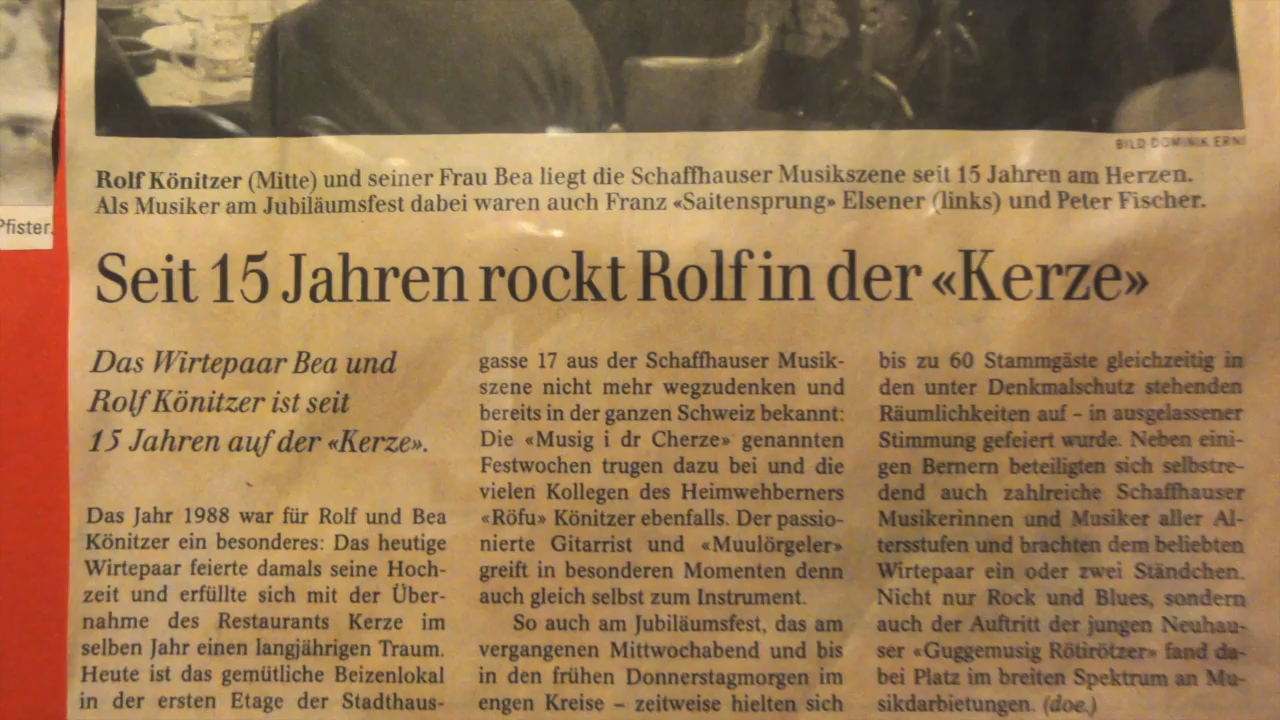 BILD DOMINIK ERNI
Rolf Könitzer (Mitte) und seiner Frau Bea liegt die Schaffhauser Musikszene seit 15 Jahren am Herzen.
Als Musiker am Jubiläumsfest dabei waren auch Franz «Saitensprung» Elsener (links) und Peter Fischer.
Pfister.
Seit 15 Jahren rockt Rolf in der «Kerze»
Das Wirtepaar Bea und
Rolf Könitzer ist seit
15 Jahren auf der «Kerze».
Das Jahr 1988 war für Rolf und Bea
Könitzer ein besonderes: Das heutige
Wirtepaar feierte damals seine Hoch-
zeit und erfüllte sich mit der Über-
nahme des Restaurants Kerze im
selben Jahr einen langjährigen Traum.
Heute ist das gemütliche Beizenlokal
in der ersten Etage der Stadthaus-
gasse 17 aus der Schaffhauser Musik-
szene nicht mehr wegzudenken und
bereits in der ganzen Schweiz bekannt:
Die «Musig i dr Cherze» genannten
Festwochen trugen dazu bei und die
vielen Kollegen des Heimwehberners
«Röfu» Könitzer ebenfalls. Der passio-
nierte Gitarrist und «Muulörgeler»
greift in besonderen Momenten denn
auch gleich selbst zum Instrument.
So auch am Jubiläumsfest, das am
vergangenen Mittwochabend und bis
in den frühen Donnerstagmorgen im
engen Kreise – zeitweise hielten sich
bis zu 60 Stammgäste gleichzeitig in
den unter Denkmalschutz stehenden
Räumlichkeiten auf – in ausgelassener
Stimmung gefeiert wurde. Neben eini-
gen Bernern beteiligten sich selbstre-
dend auch zahlreiche Schaffhauser
Musikerinnen und Musiker aller Al-
tersstufen und brachten dem beliebten
Wirtepaar ein oder zwei Ständchen.
Nicht nur Rock und Blues, sondern
auch der Auftritt der jungen Neuhau-
ser «Guggemusig Rötirötzer» fand da-
bei Platz im breiten Spektrum an Mu-
sikdarbietungen. (doe.)